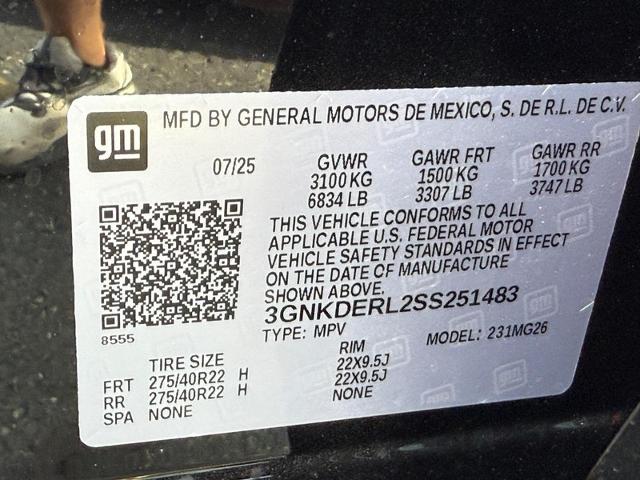 gm
MFD BY GENERAL MOTORS DE MEXICO, S. DE R.L. DE C.V.
07/25 GVWR GAWR FRT GAWR RR
3100 KG 1500 KG 1700 KG
6834 LB 3307 LB 3747 LB
THIS VEHICLE CONFORMS TO ALL
APPLICABLE U.S. FEDERAL MOTOR
VEHICLE SAFETY STANDARDS IN EFFECT
ON THE DATE OF MANUFACTURE
SHOWN ABOVE.
3GNKDERL2SS251483
8555
TYPE: MPV MODEL: 231MG26
TIRE SIZE RIM
FRT 275/40R22 H 22X9.5J
RR 275/40R22 H 22X9.5J
SPA NONE NONE